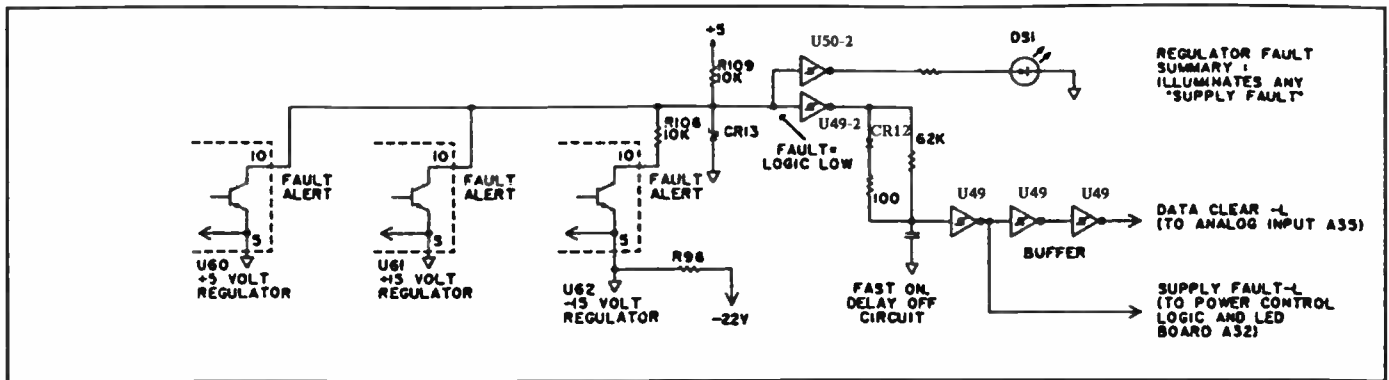 +5
R109
10K
U50-2
DS1
REGULATOR FAULT
SUMMARY :
ILLUMINATES ANY
"SUPPLY FAULT"
R108
10K
CR13
U49-2
FAULT=
LOGIC LOW
CR12
62K
100
10
FAULT
ALERT
5
U60
+5 VOLT
REGULATOR
10
FAULT
ALERT
5
U61
+15 VOLT
REGULATOR
10
FAULT
ALERT
5
U62
-15 VOLT
REGULATOR
R98
-22V
U49
U49
U49
BUFFER
FAST ON,
DELAY OFF
CIRCUIT
DATA CLEAR -L
(TO ANALOG INPUT A35)
SUPPLY FAULT-L
(TO POWER CONTROL
LOGIC AND LED
BOARD A32)